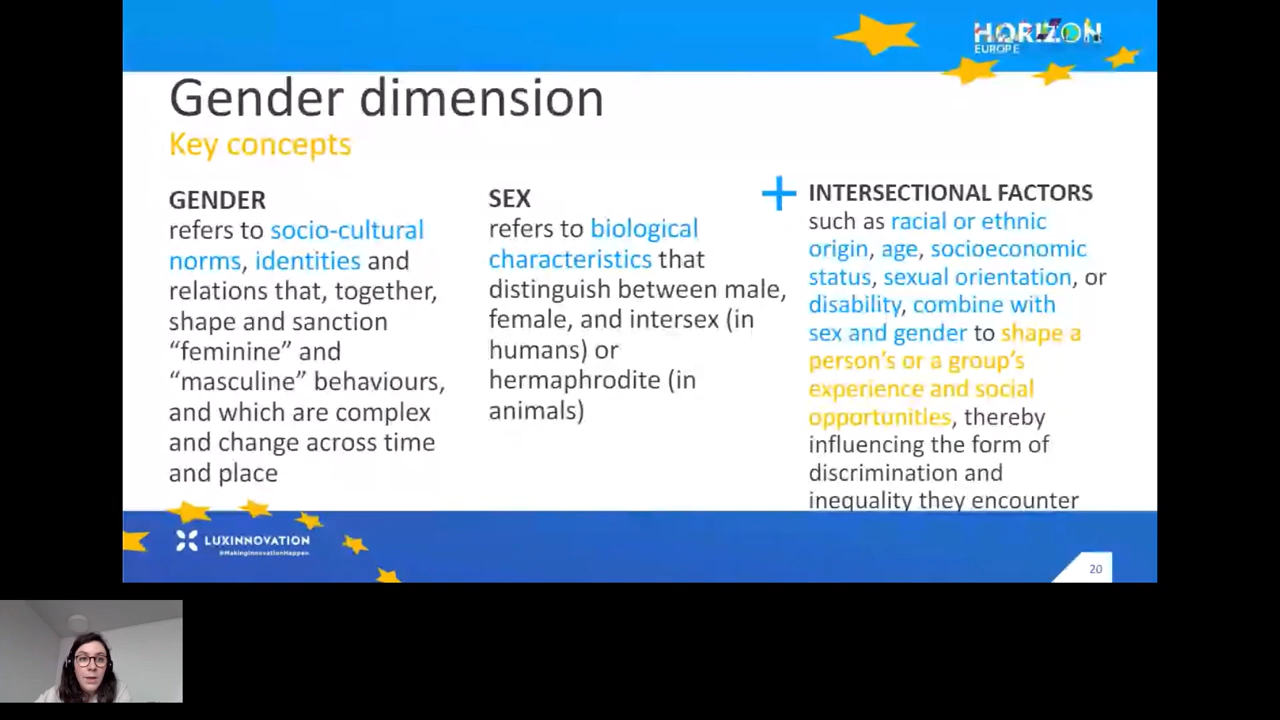 HORIZON
EUROPE
Gender dimension
Key concepts
GENDER
refers to socio-cultural
norms, identities and
relations that, together,
shape and sanction
“feminine” and
“masculine” behaviours,
and which are complex
and change across time
and place
SEX
refers to biological
characteristics that
distinguish between male,
female, and intersex (in
humans) or
hermaphrodite (in
animals)
+ INTERSECTIONAL FACTORS
such as racial or ethnic
origin, age, socioeconomic
status, sexual orientation, or
disability, combine with
sex and gender to shape a
person’s or a group’s
experience and social
opportunities, thereby
influencing the form of
discrimination and
inequality they encounter
LUXINNOVATION
#MakingInnovationHappen
20